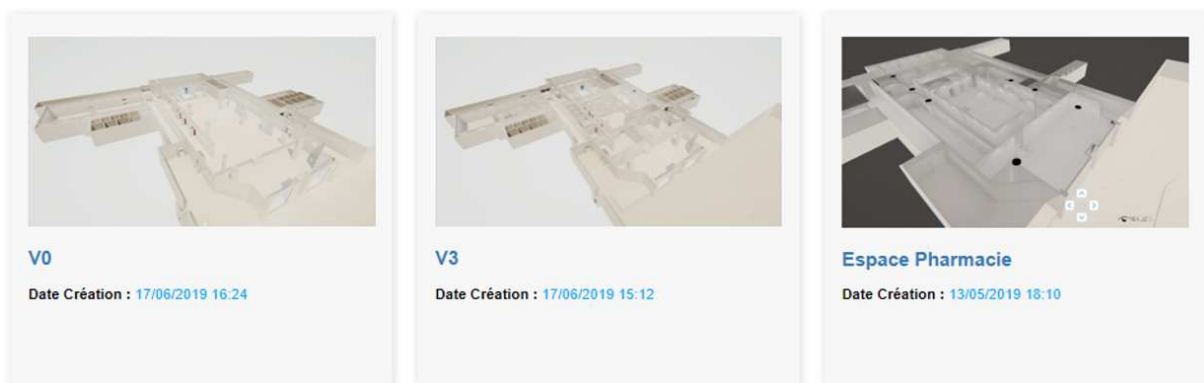 V0
Date Création : 17/06/2019 16:24
V3
Date Création : 17/06/2019 15:12
Espace Pharmacie
Date Création : 13/05/2019 18:10